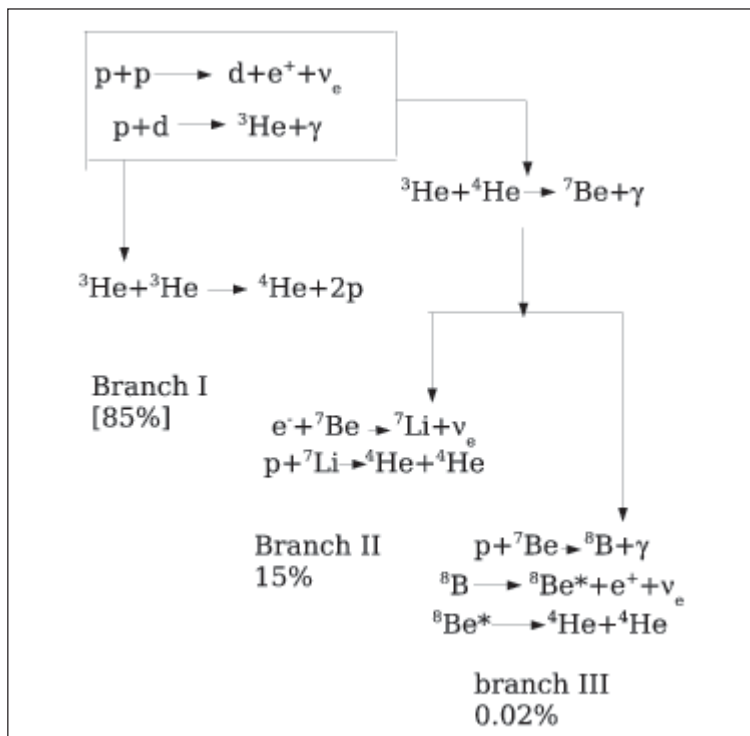 p+p → d+e⁺+νₑ
p+d → ³He+γ
³He+⁴He → ⁷Be+γ
³He+³He → ⁴He+2p
Branch I
[85%]
e⁻+⁷Be → ⁷Li+νₑ
p+⁷Li → ⁴He+⁴He
Branch II
15%
p+⁷Be → ⁸B+γ
⁸B → ⁸Be*+e⁺+νₑ
⁸Be* → ⁴He+⁴He
branch III
0.02%